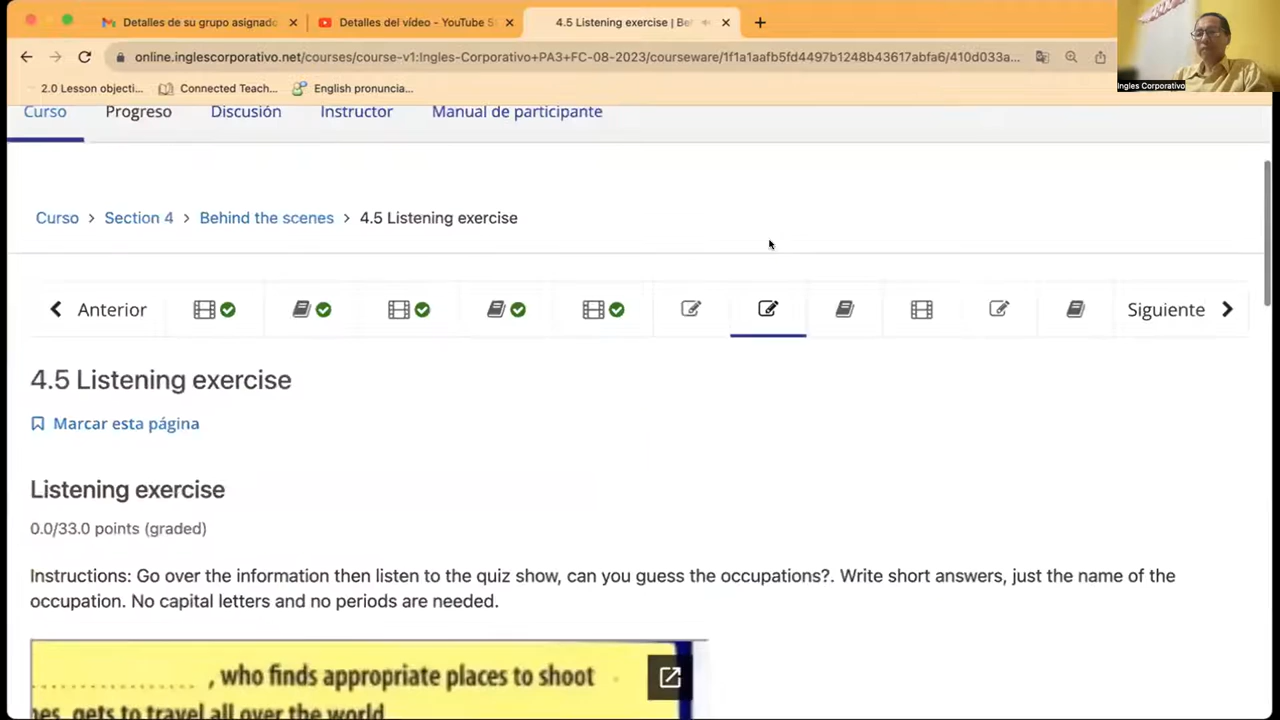 Detalles de su grupo asignado
Detalles del vídeo - YouTube S
4.5 Listening exercise | Be
online.inglescorporativo.net/courses/course-v1:Ingles-Corporativo+PA3+FC-08-2023/courseware/1f1a1aafb5fd4497b1248b43617abfa6/410d033a...
2.0 Lesson objecti...
Connected Teach...
English pronuncia...
Ingles Corporativo
Curso
Progreso
Discusión
Instructor
Manual de participante
Curso > Section 4 > Behind the scenes > 4.5 Listening exercise
Anterior
Siguiente
4.5 Listening exercise
Marcar esta página
Listening exercise
0.0/33.0 points (graded)
Instructions: Go over the information then listen to the quiz show, can you guess the occupations?. Write short answers, just the name of the
occupation. No capital letters and no periods are needed.
, who finds appropriate places to shoot
nes, gets to travel all over the world